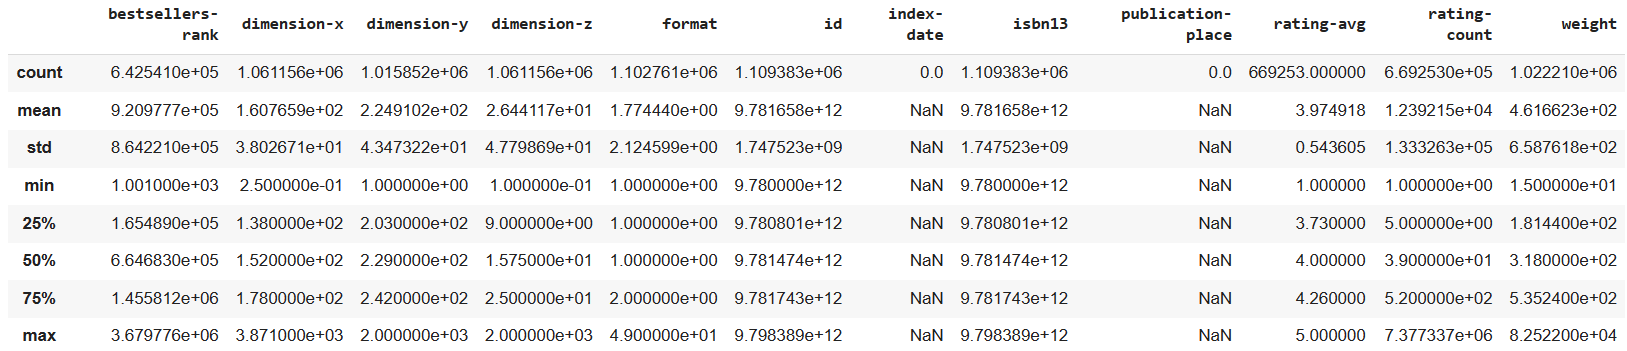 bestsellers-rank dimension-x dimension-y dimension-z format id index-date isbn13 publication-place rating-avg rating-count weight
count 6.425410e+05 1.061156e+06 1.015852e+06 1.061156e+06 1.102761e+06 1.109383e+06 0.0 1.109383e+06 0.0 669253.000000 6.692530e+05 1.022210e+06
mean 9.209777e+05 1.607659e+02 2.249102e+02 2.644117e+01 1.774440e+00 9.781658e+12 NaN 9.781658e+12 NaN 3.974918 1.239215e+04 4.616623e+02
std 8.642210e+05 3.802671e+01 4.347322e+01 4.779869e+01 2.124599e+00 1.747523e+09 NaN 1.747523e+09 NaN 0.543605 1.333263e+05 6.587618e+02
min 1.001000e+03 2.500000e-01 1.000000e+00 1.000000e-01 1.000000e+00 9.780000e+12 NaN 9.780000e+12 NaN 1.000000 1.000000e+00 1.500000e+01
25% 1.654890e+05 1.380000e+02 2.030000e+02 9.000000e+00 1.000000e+00 9.780801e+12 NaN 9.780801e+12 NaN 3.730000 5.000000e+00 1.814400e+02
50% 6.646830e+05 1.520000e+02 2.290000e+02 1.575000e+01 1.000000e+00 9.781474e+12 NaN 9.781474e+12 NaN 4.000000 3.900000e+01 3.180000e+02
75% 1.455812e+06 1.780000e+02 2.420000e+02 2.500000e+01 2.000000e+00 9.781743e+12 NaN 9.781743e+12 NaN 4.260000 5.200000e+02 5.352400e+02
max 3.679776e+06 3.871000e+03 2.000000e+03 2.000000e+03 4.900000e+01 9.798389e+12 NaN 9.798389e+12 NaN 5.000000 7.377337e+06 8.252200e+04